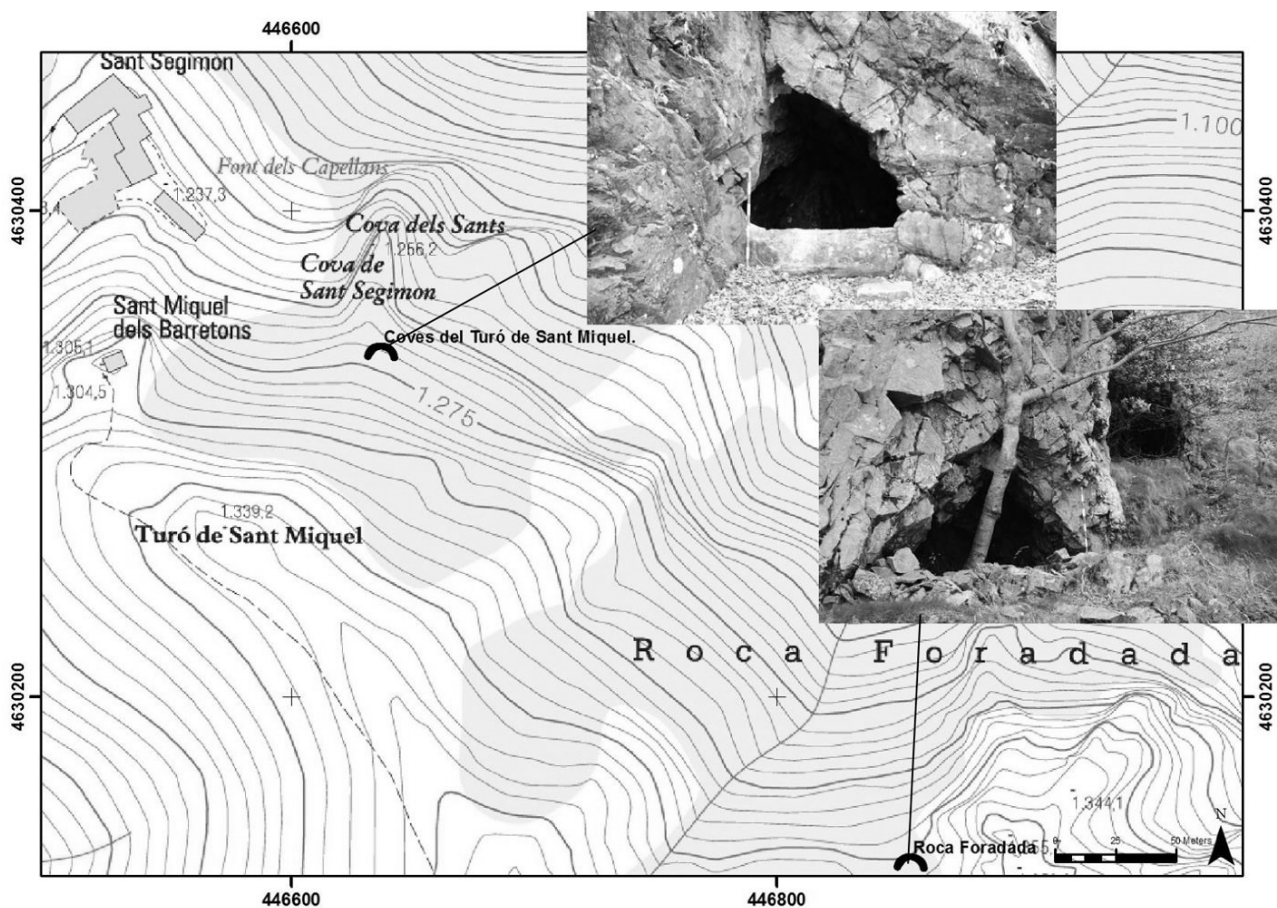 446600
Sant Segimon
1.100
Font dels Capellans
1.237,3
4630400
4630400
Cova dels Sants
1.256,2
Cova de
Sant Segimon
Sant Miquel
dels Barretons
Coves del Turó de Sant Miquel.
1.305,1
1.304,5
1.275
1.339,2
Turó de Sant Miquel
Roca Foradada
4630200
4630200
1.344,1
N
0 25 50 Meters
Roca Foradada
446600
446800